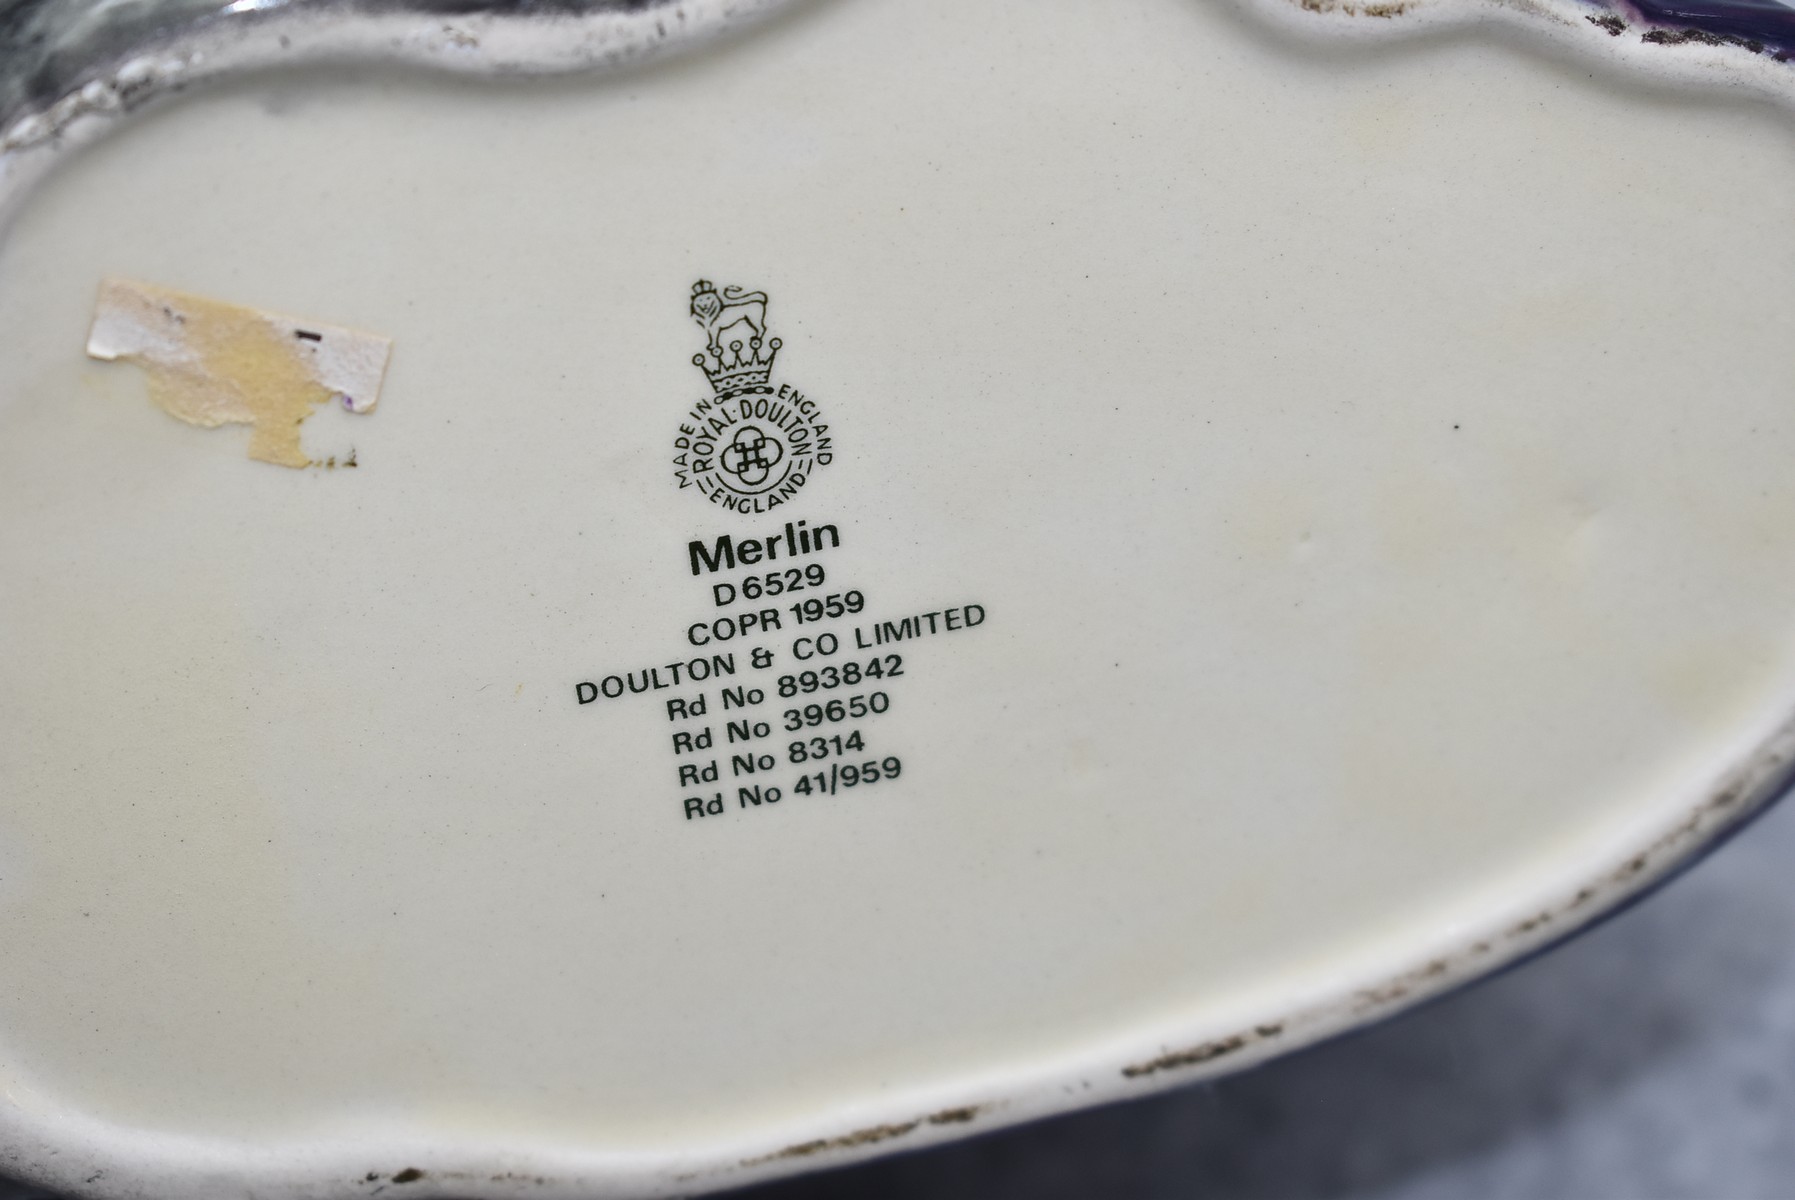 MADE IN ENGLAND
ROYAL·DOULTON
ENGLAND
Merlin
D 6529
COPR 1959
DOULTON & CO LIMITED
Rd No 893842
Rd No 39650
Rd No 8314
Rd No 41/959